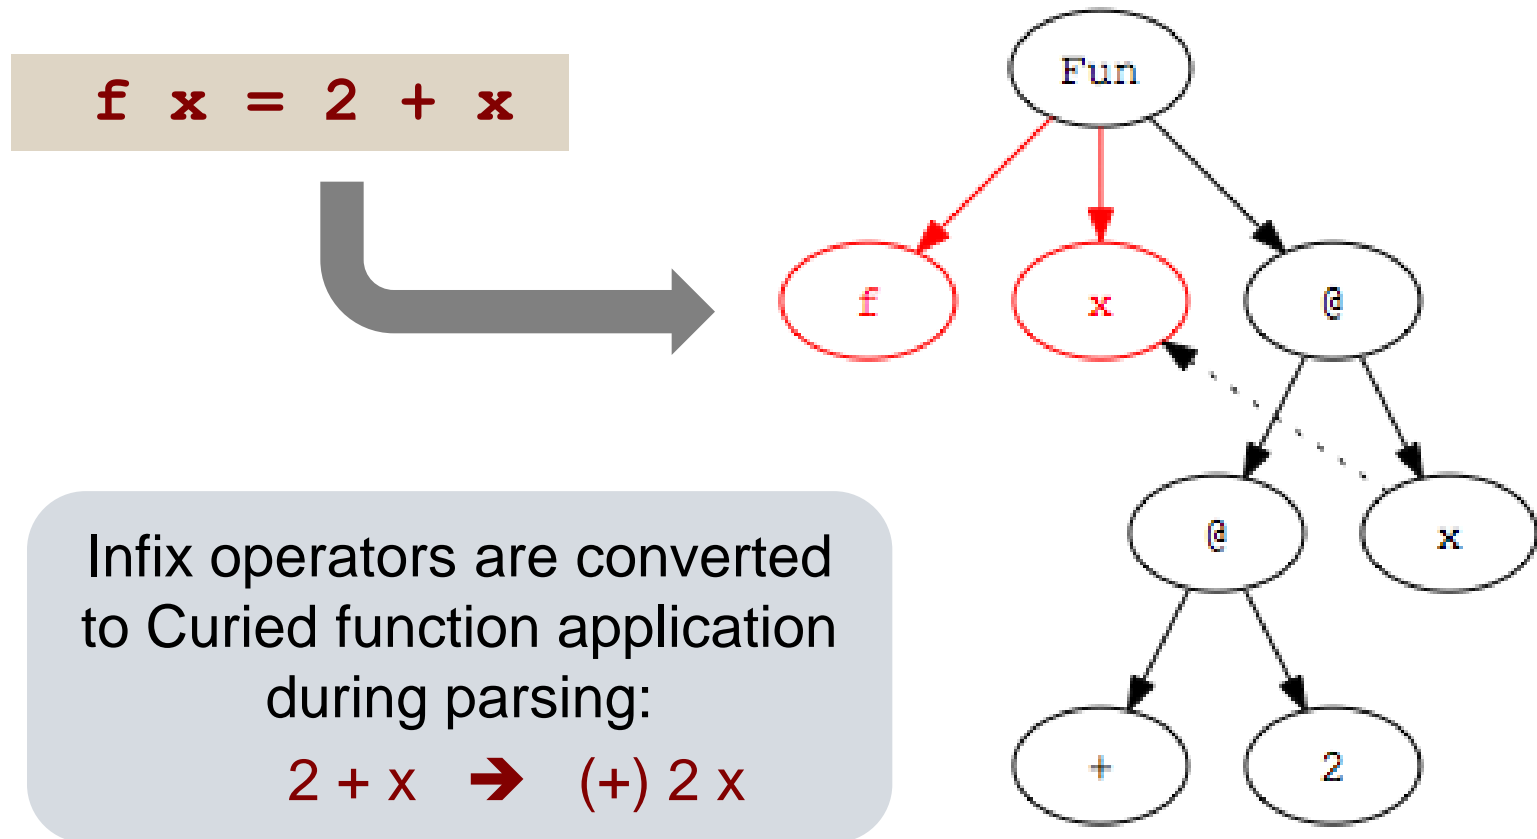 f x = 2 + x
Fun
f
x
@
@
x
+
2
Infix operators are converted
to Curied function application
during parsing:
2 + x ➔ (+) 2 x